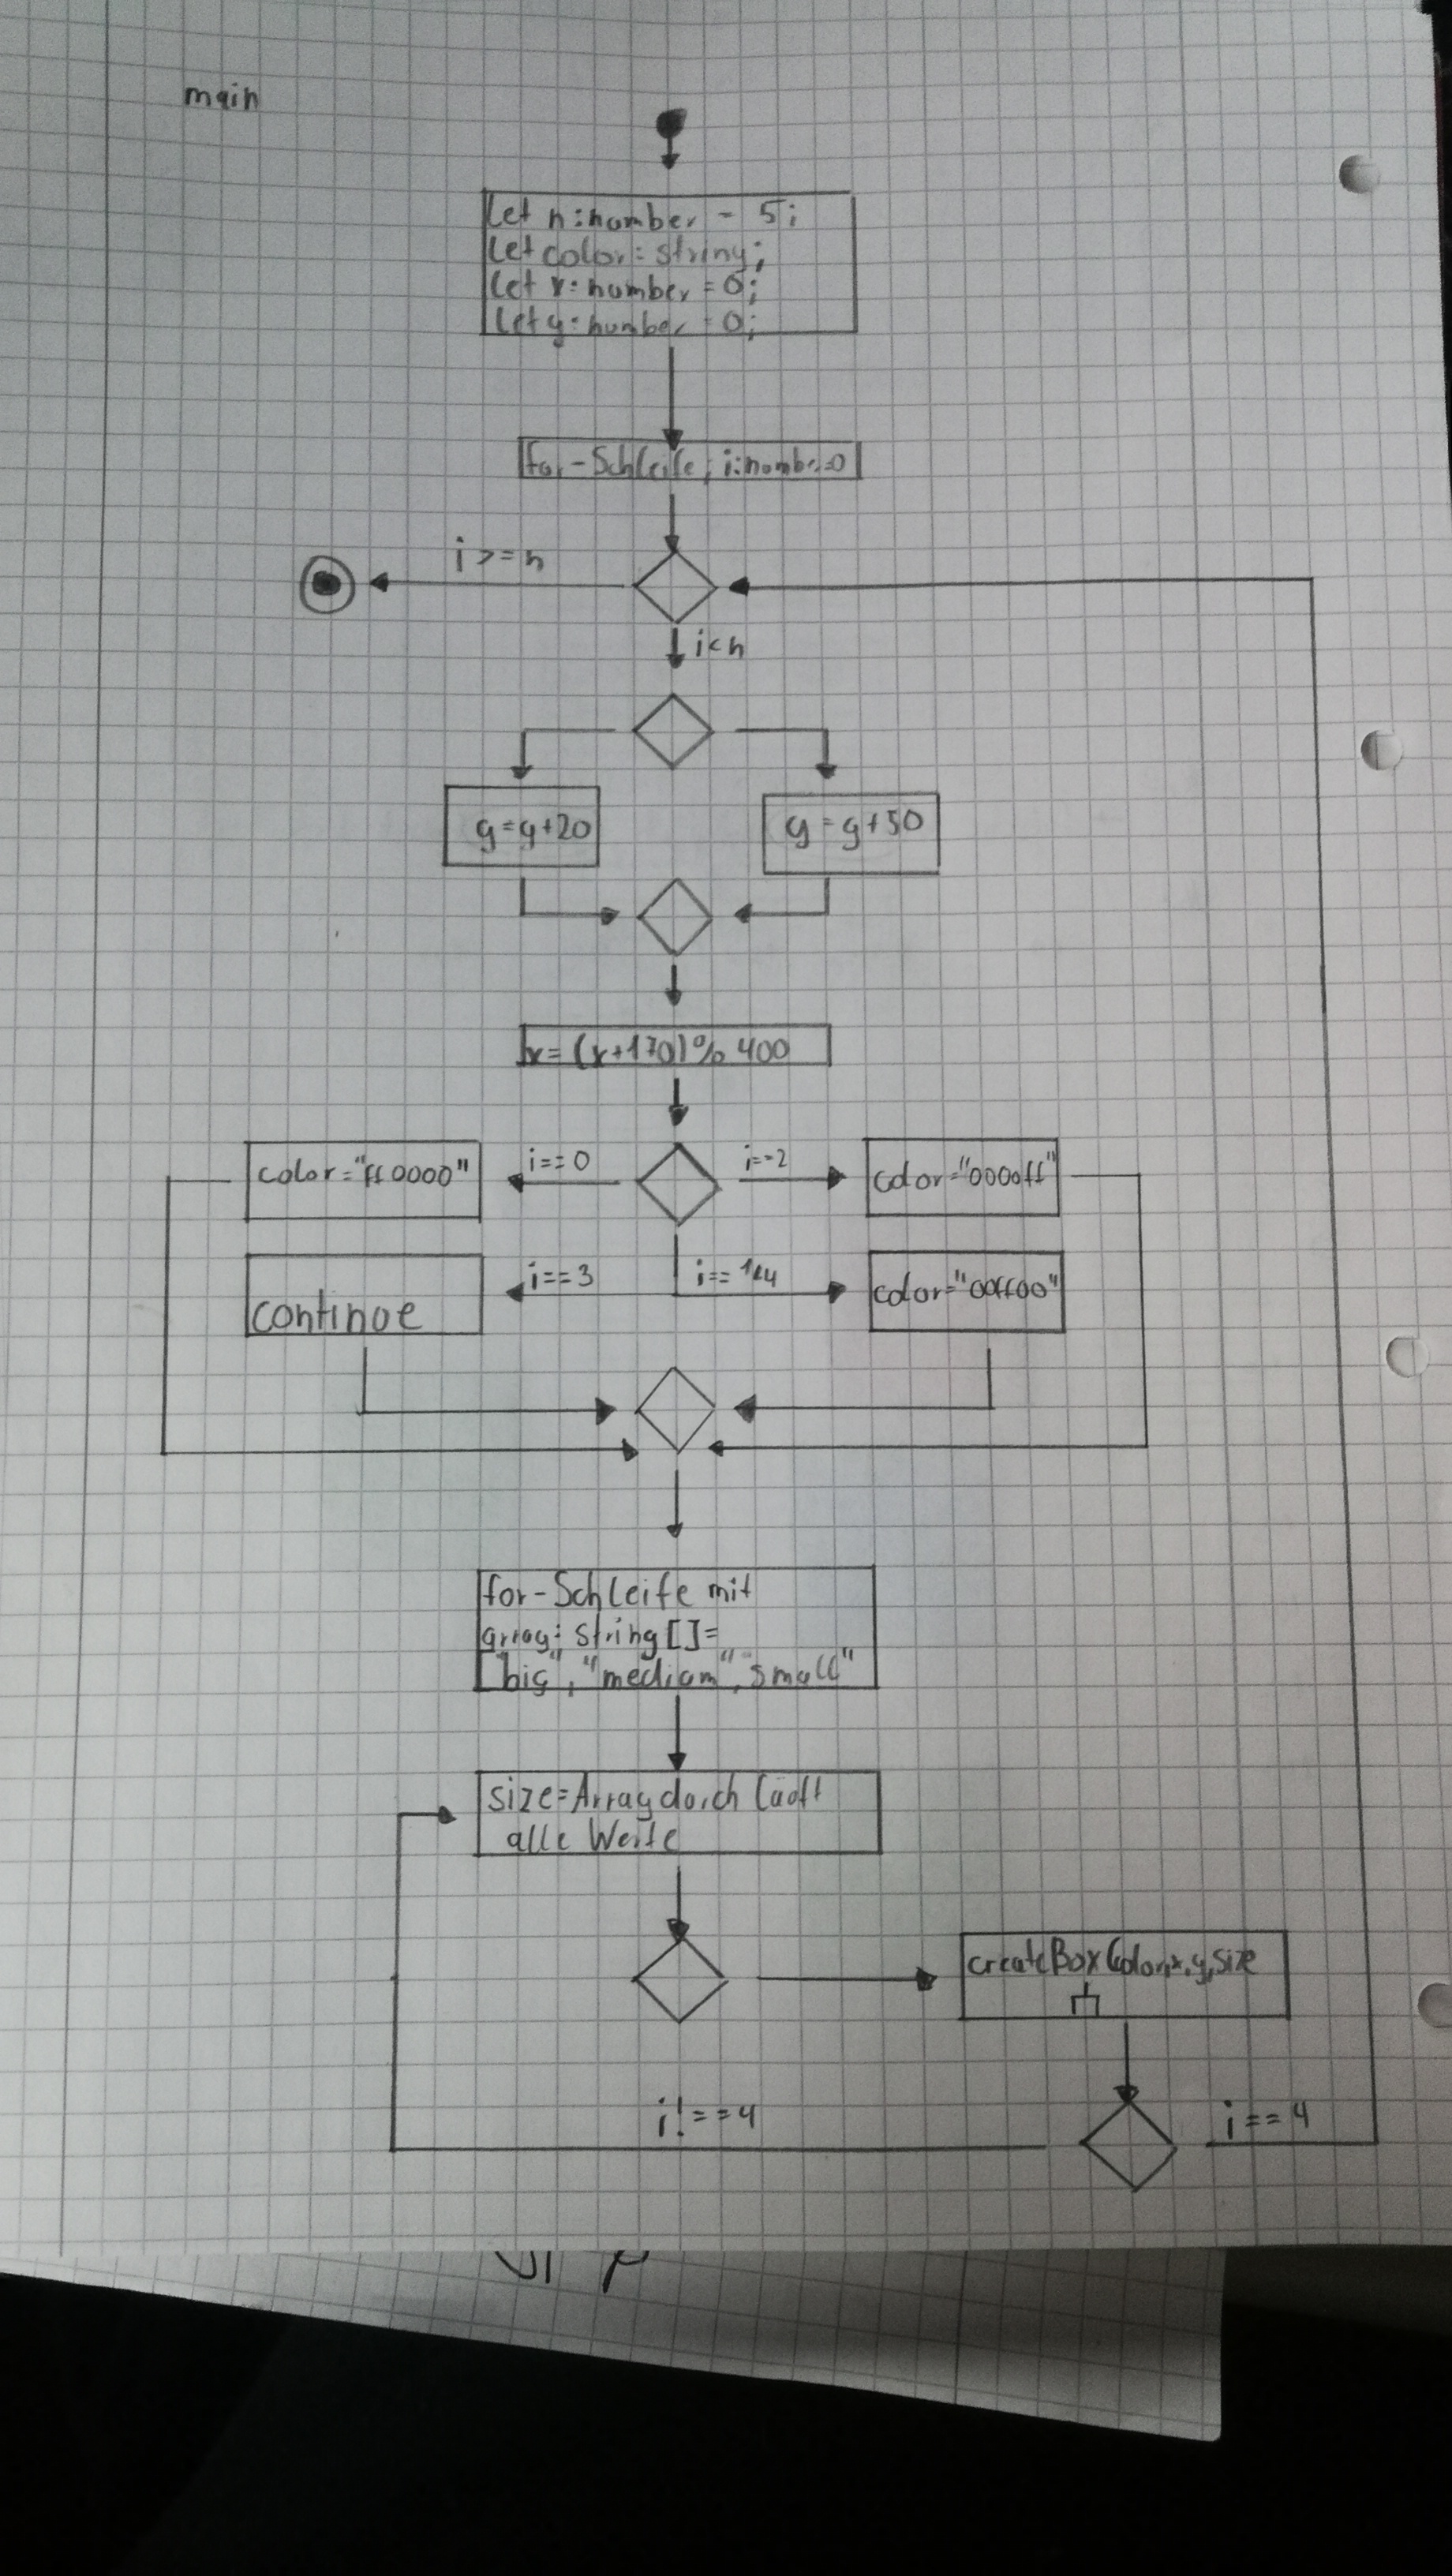 main
let n:number = 5;
let color: string;
let x: number = 0;
let y: number = 0;
for-Schleife; i:number=0
i >= n
i<n
y=y+20
y=y+50
x=(x+170)%400
color="ff0000"
i==0
i==2
color="0000ff"
continue
i==3
i== 1&4
color="00ff00"
for-Schleife mit
array: string[]=
["big", "medium", "small"
size=Array durchläuft
alle Werte
createBox color,x,y,size
i!==4
i==4